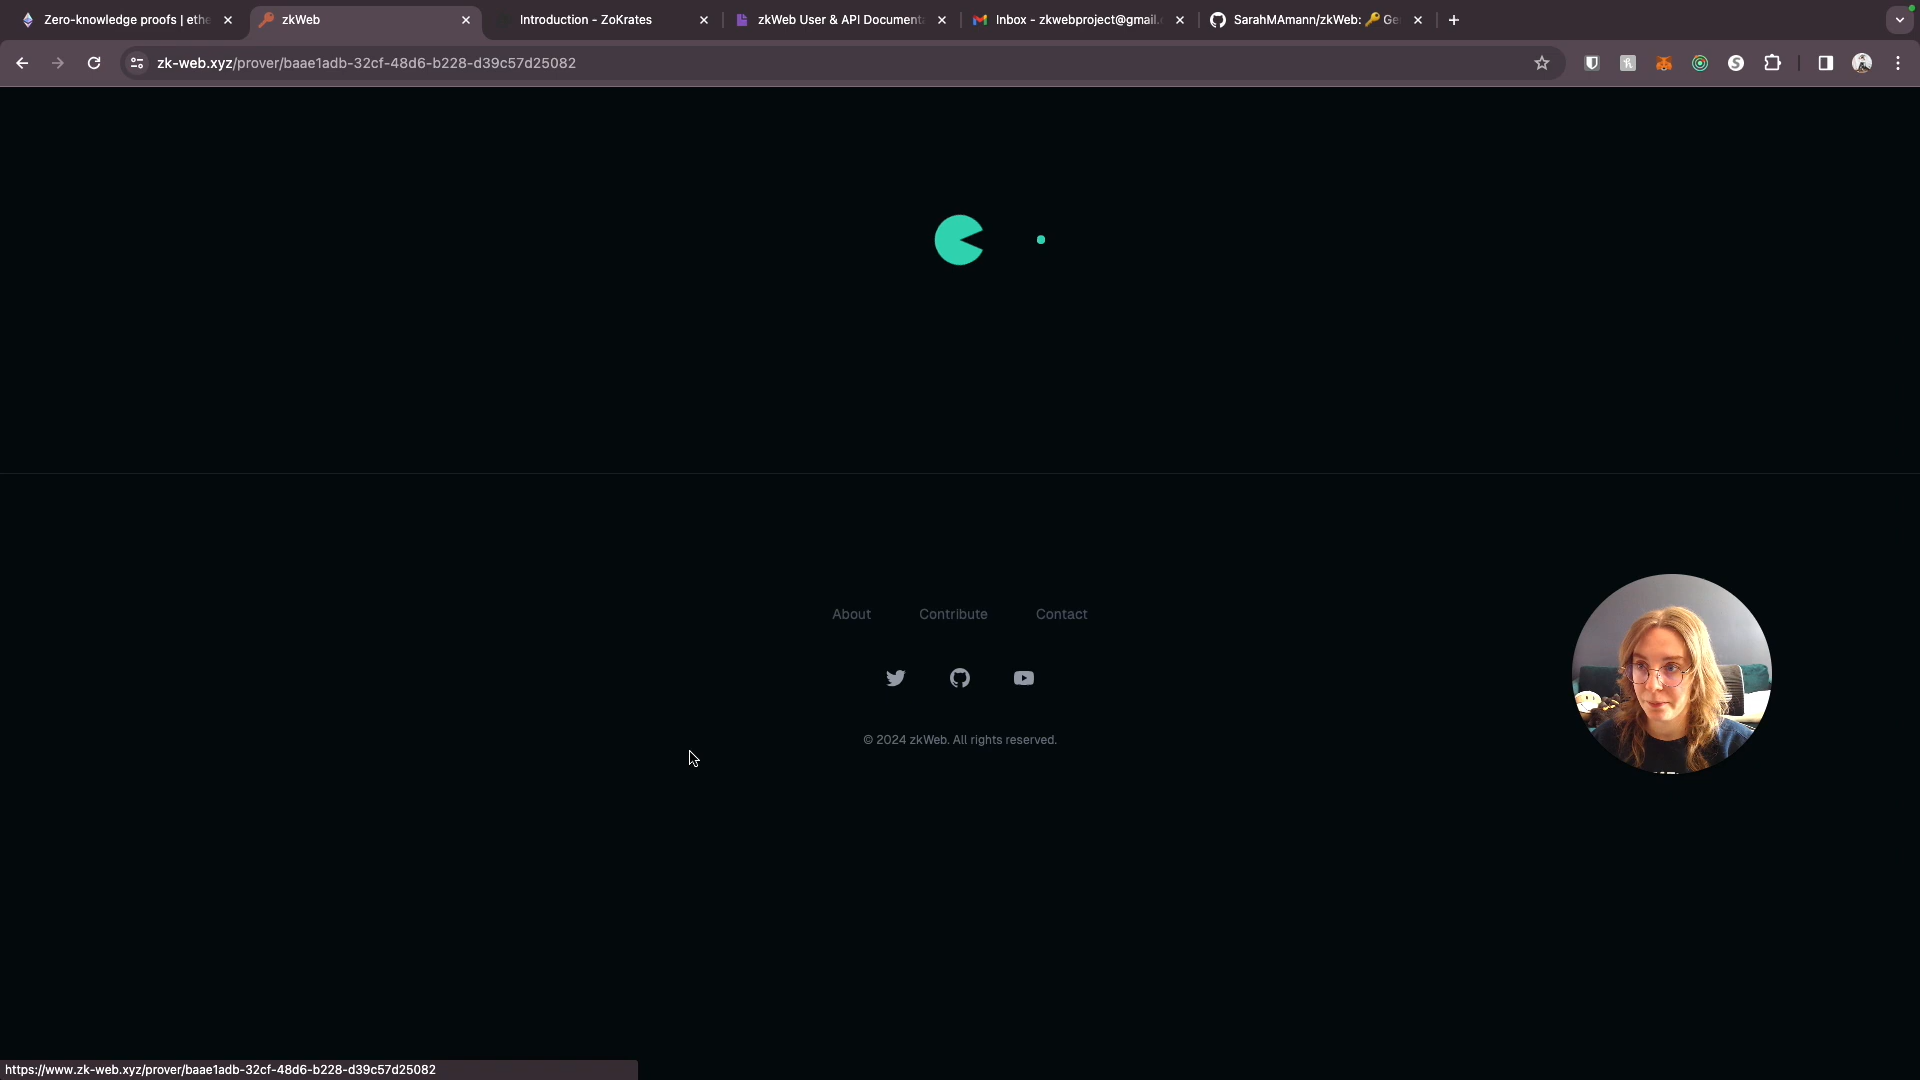 Zero-knowledge proofs | ethe
zkWeb
Introduction - ZoKrates
zkWeb User & API Documenta
Inbox - zkwebproject@gmail.c
SarahMAmann/zkWeb: 🔑 Ge
zk-web.xyz/prover/baae1adb-32cf-48d6-b228-d39c57d25082
About
Contribute
Contact
© 2024 zkWeb. All rights reserved.
https://www.zk-web.xyz/prover/baae1adb-32cf-48d6-b228-d39c57d25082